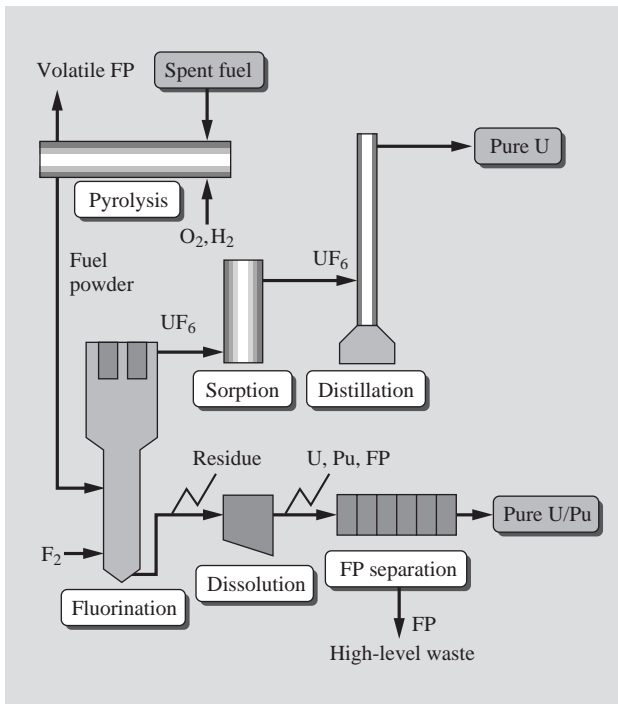 Volatile FP
Spent fuel
Pure U
Pyrolysis
O₂, H₂
Fuel
powder
UF₆
UF₆
Sorption
Distillation
Residue
U, Pu, FP
Pure U/Pu
F₂
Dissolution
FP separation
Fluorination
FP
High-level waste